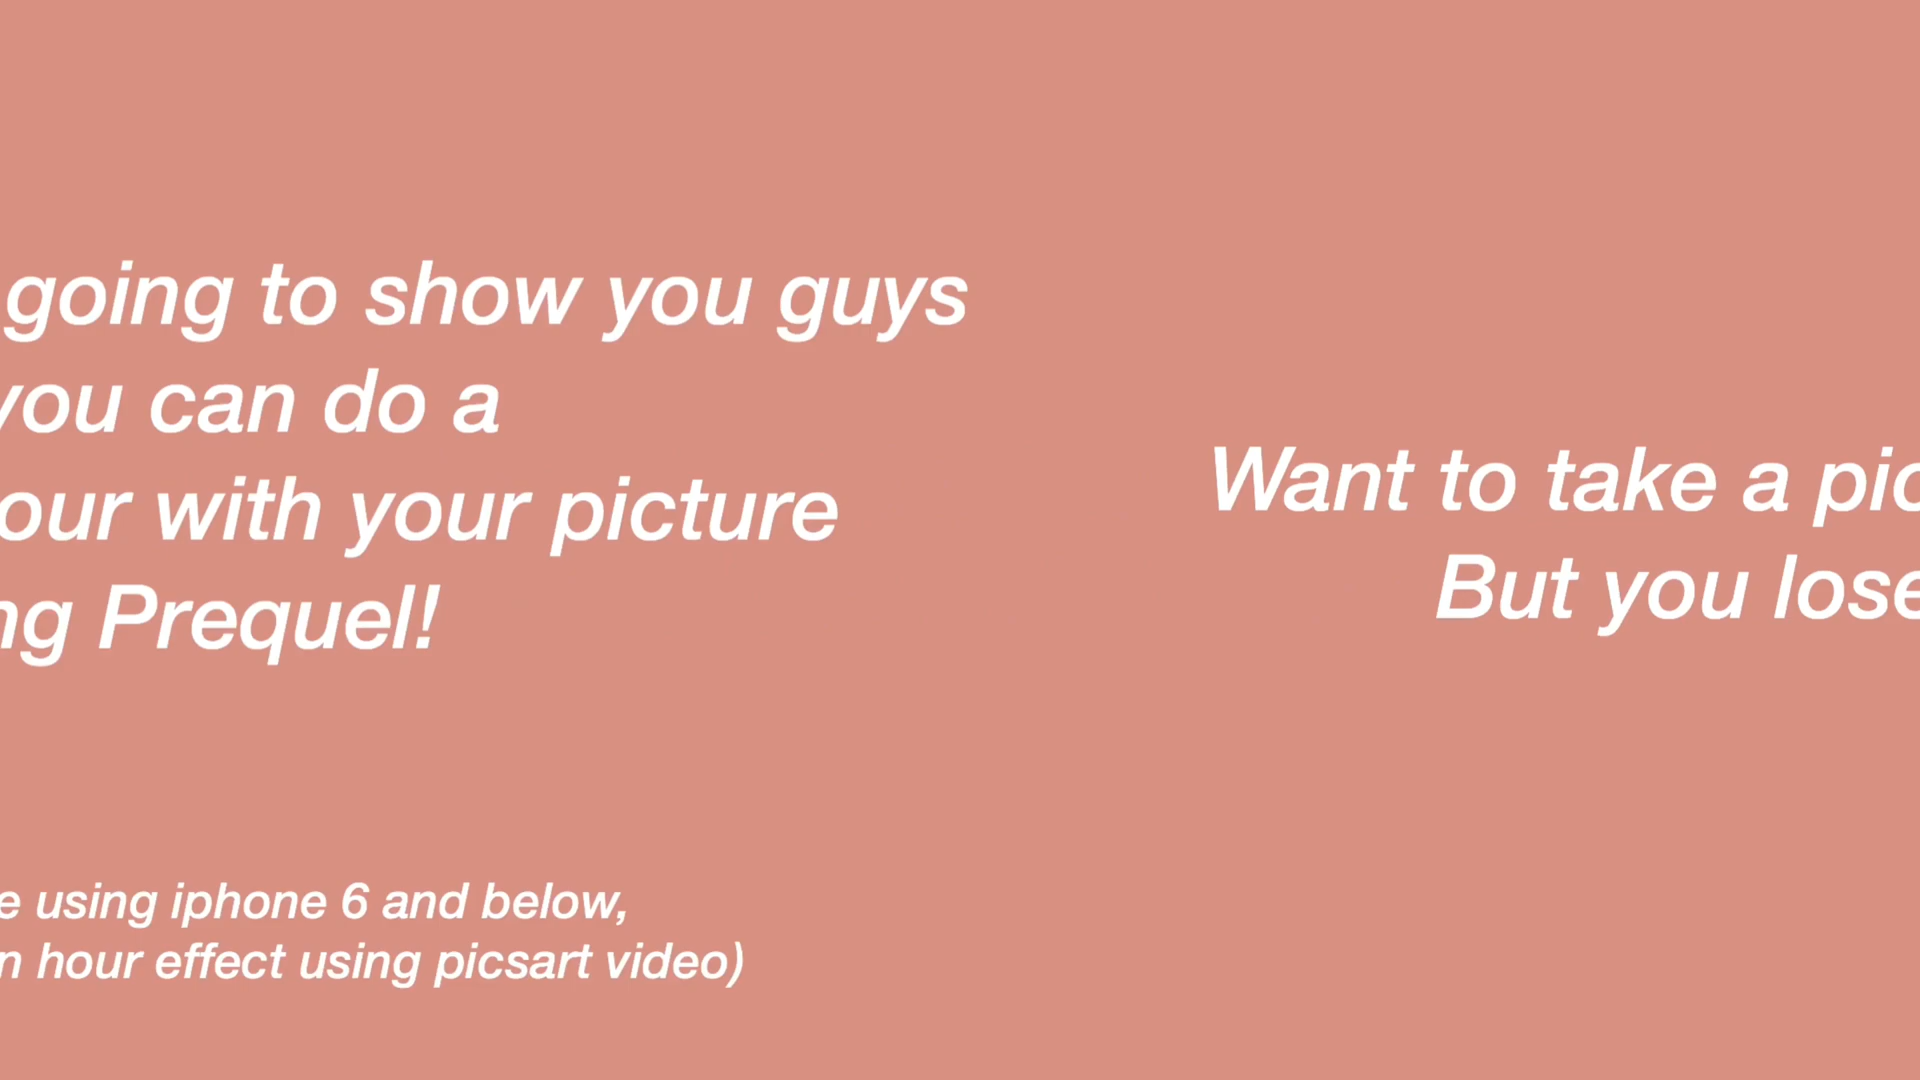 going to show you guys
you can do a
our with your picture
ng Prequel!
e using iphone 6 and below,
n hour effect using picsart video)
Want to take a pic
But you lose